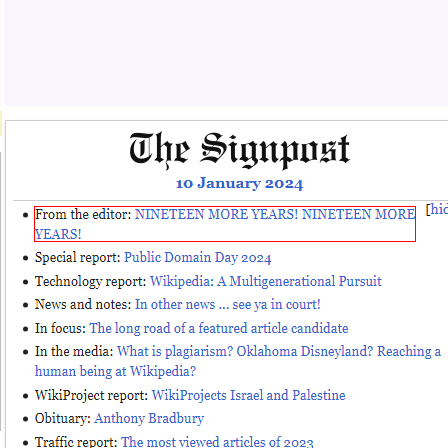 The Signpost
10 January 2024
[hid
From the editor: NINETEEN MORE YEARS! NINETEEN MORE
YEARS!
Special report: Public Domain Day 2024
Technology report: Wikipedia: A Multigenerational Pursuit
News and notes: In other news ... see ya in court!
In focus: The long road of a featured article candidate
In the media: What is plagiarism? Oklahoma Disneyland? Reaching a
human being at Wikipedia?
WikiProject report: WikiProjects Israel and Palestine
Obituary: Anthony Bradbury
Traffic report: The most viewed articles of 2023